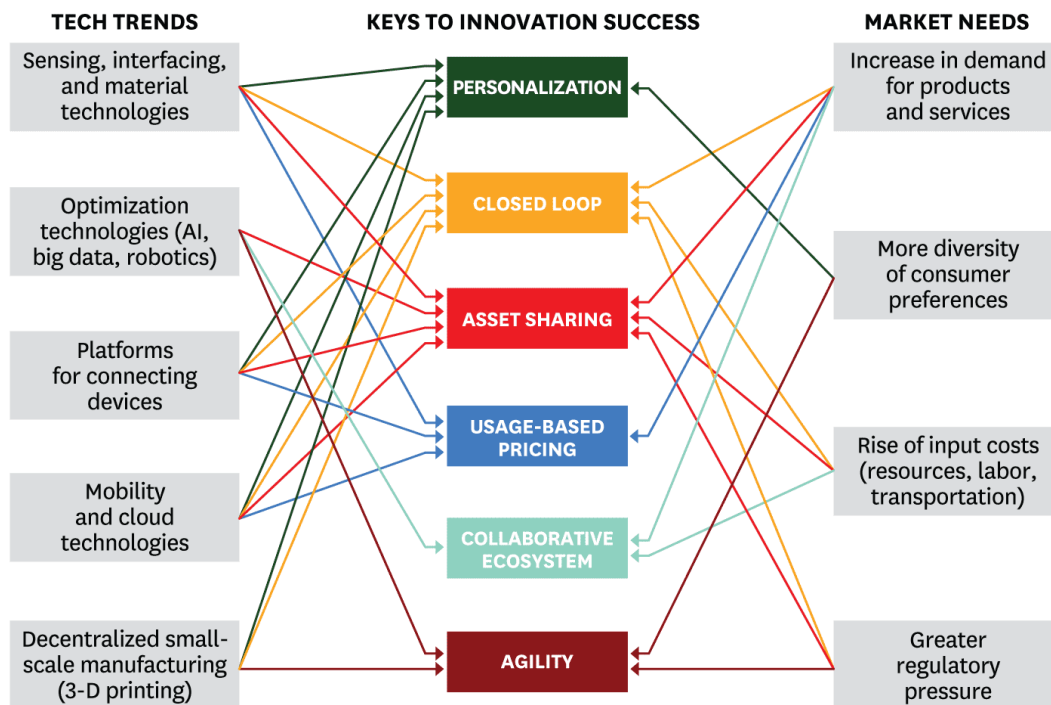 TECH TRENDS
KEYS TO INNOVATION SUCCESS
MARKET NEEDS
Sensing, interfacing,
and material
technologies
Optimization
technologies (AI,
big data, robotics)
Platforms
for connecting
devices
Mobility
and cloud
technologies
Decentralized small-
scale manufacturing
(3-D printing)
PERSONALIZATION
CLOSED LOOP
ASSET SHARING
USAGE-BASED
PRICING
COLLABORATIVE
ECOSYSTEM
AGILITY
Increase in demand
for products
and services
More diversity
of consumer
preferences
Rise of input costs
(resources, labor,
transportation)
Greater
regulatory
pressure